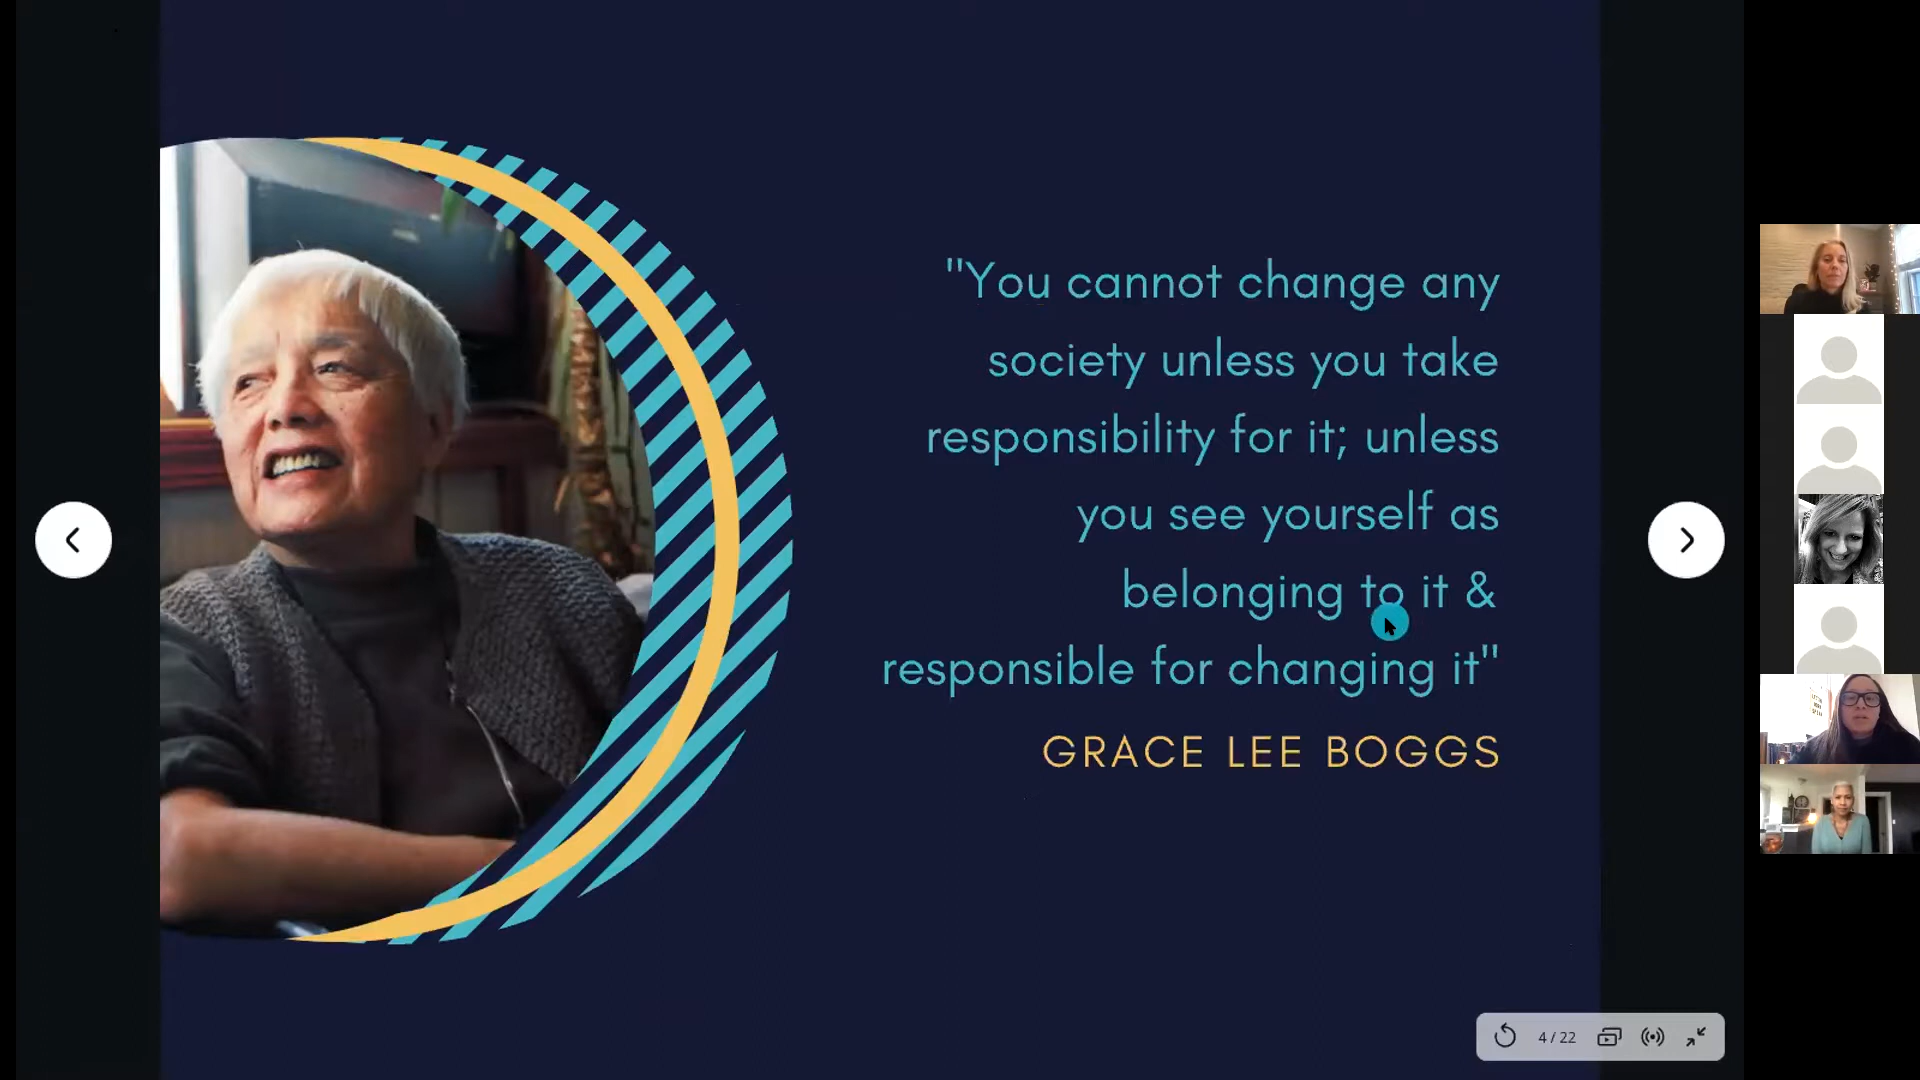 "You cannot change any
society unless you take
responsibility for it; unless
you see yourself as
belonging to it &
responsible for changing it"
GRACE LEE BOGGS
4 / 22